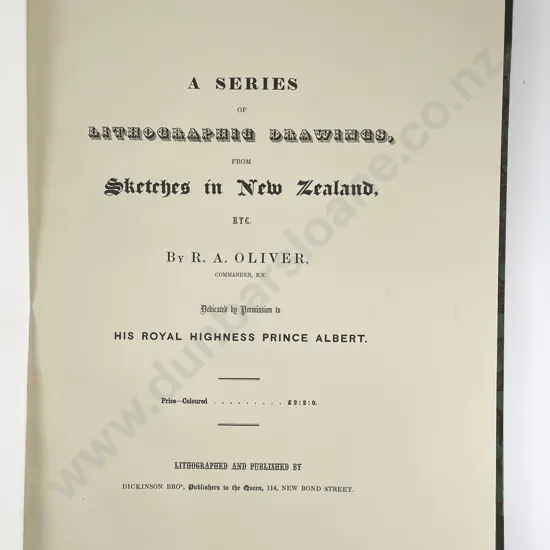 A SERIES
OF
LITHOGRAPHIC DRAWINGS,
FROM
Sketches in New Zealand,
ETC.
By R. A. OLIVER,
COMMANDER, R.N.
Dedicated by Permission to
HIS ROYAL HIGHNESS PRINCE ALBERT.
Price—Coloured . . . . . . . . . £2:2:0.
LITHOGRAPHED AND PUBLISHED BY
DICKINSON BROˢ, Publishers to the Queen, 114, NEW BOND STREET.
www.dunbarsloane.co.nz